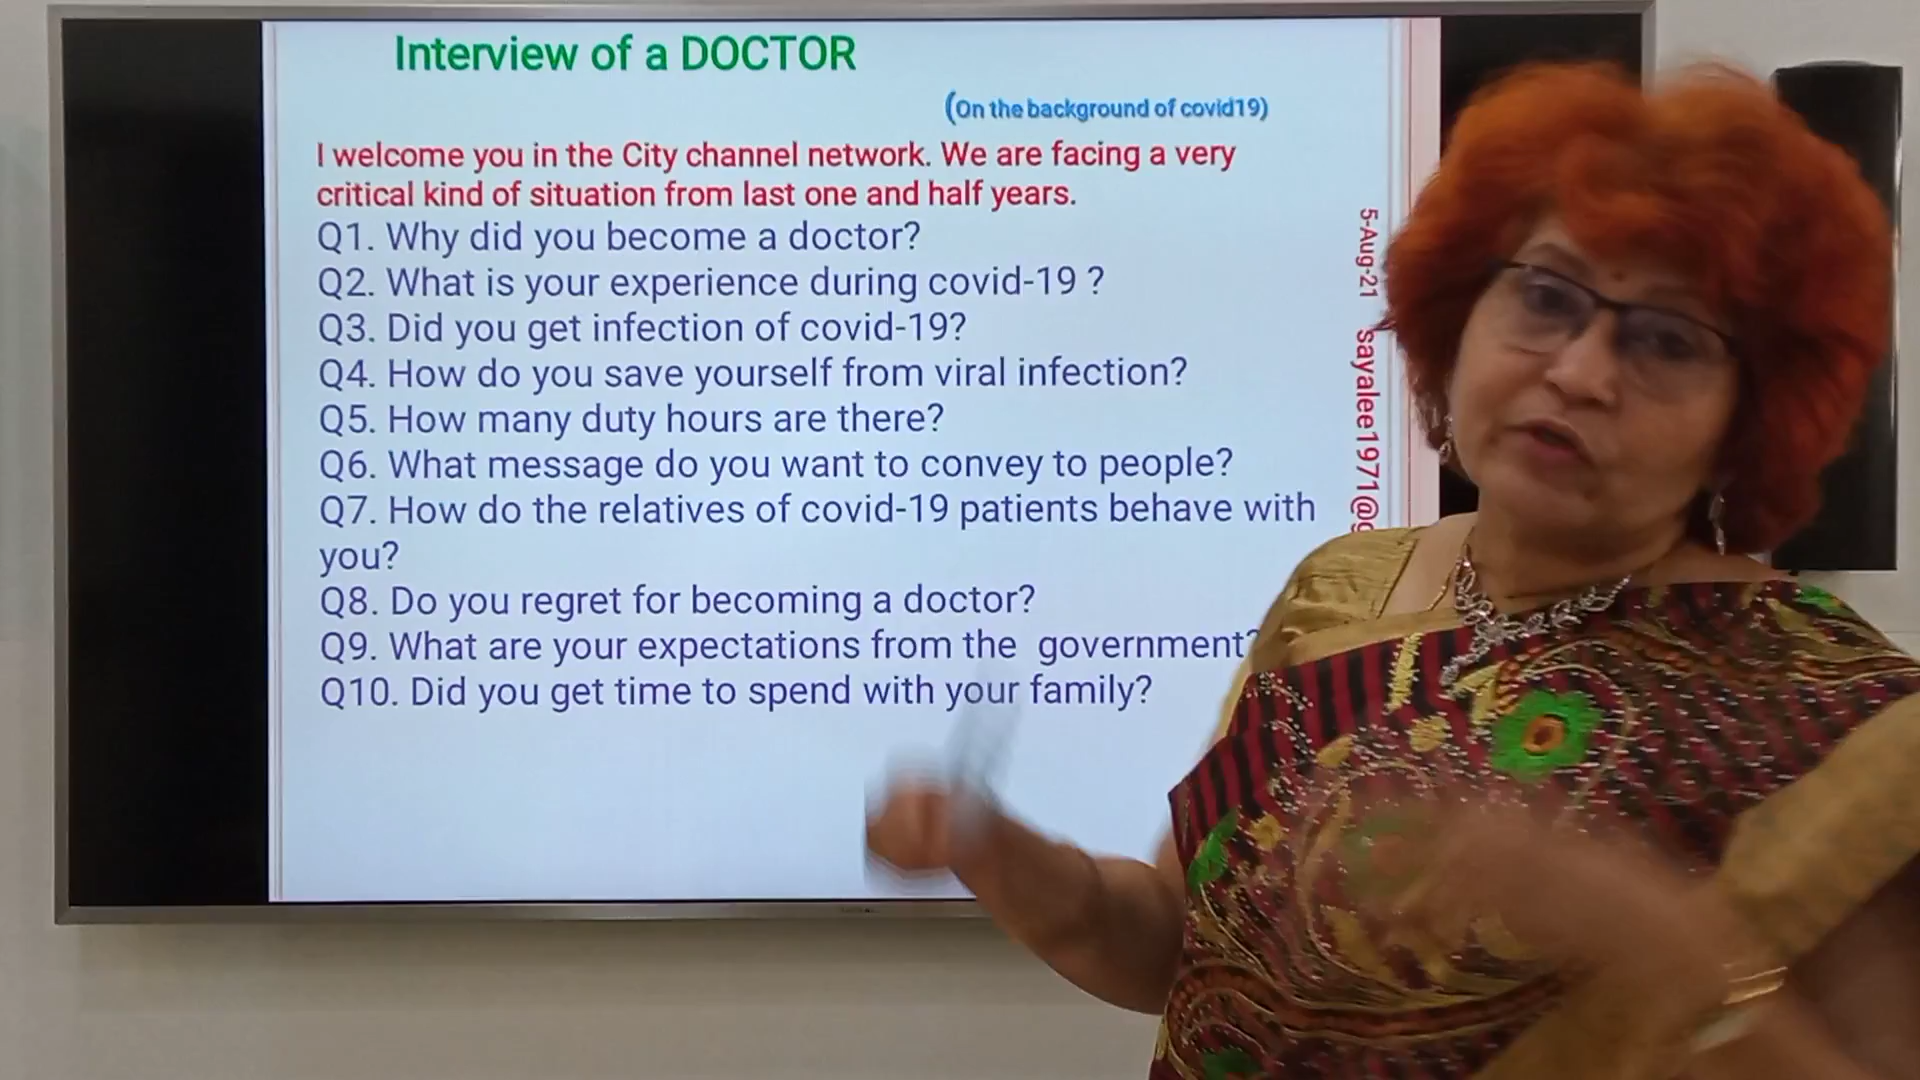 Interview of a DOCTOR
(On the background of covid19)
I welcome you in the City channel network. We are facing a very
critical kind of situation from last one and half years.
Q1. Why did you become a doctor?
Q2. What is your experience during covid-19 ?
Q3. Did you get infection of covid-19?
Q4. How do you save yourself from viral infection?
Q5. How many duty hours are there?
Q6. What message do you want to convey to people?
Q7. How do the relatives of covid-19 patients behave with
you?
Q8. Do you regret for becoming a doctor?
Q9. What are your expectations from the government?
Q10. Did you get time to spend with your family?
5-Aug-21 sayalee1971@g